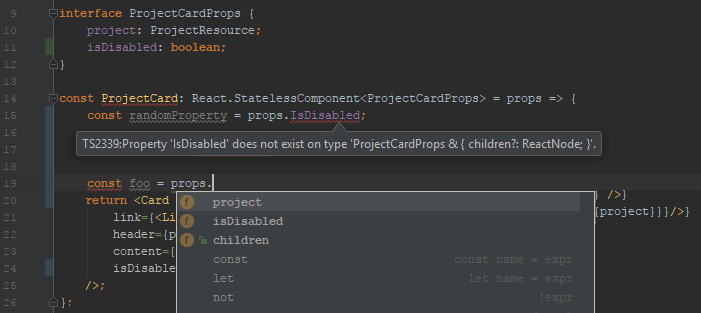 9 interface ProjectCardProps {
10 project: ProjectResource;
11 isDisabled: boolean;
12 }
13
14 const ProjectCard: React.StatelessComponent<ProjectCardProps> = props => {
15 const randomProperty = props.IsDisabled;
16
TS2339:Property 'IsDisabled' does not exist on type 'ProjectCardProps & { children?: ReactNode; }'.
17
18
19 const foo = props.
20 return <Card
} />}
21 link={<Li
{project}}}/>}
22 header={p
}
23 content={
24 isDisable
25 />;
26 };
f project
f isDisabled
f children
const const name = expr
let let name = expr
not !expr